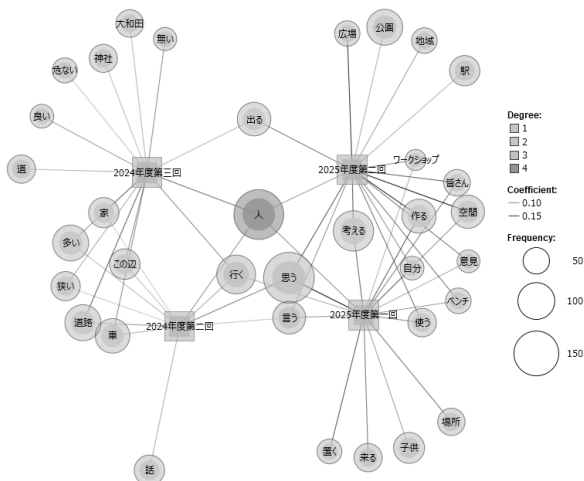 大和田
無い
神社
危ない
良い
道
出る
2024年度第三回
家
多い
この辺
狭い
道路
車
行く
人
2024年度第二回
話
広場
公園
地域
駅
ワークショップ
2025年度第二回
皆さん
作る
空間
考える
自分
意見
思う
言う
2025年度第一回
ベンチ
使う
場所
置く
来る
子供
Degree:
1
2
3
4
Coefficient:
0.10
0.15
Frequency:
50
100
150